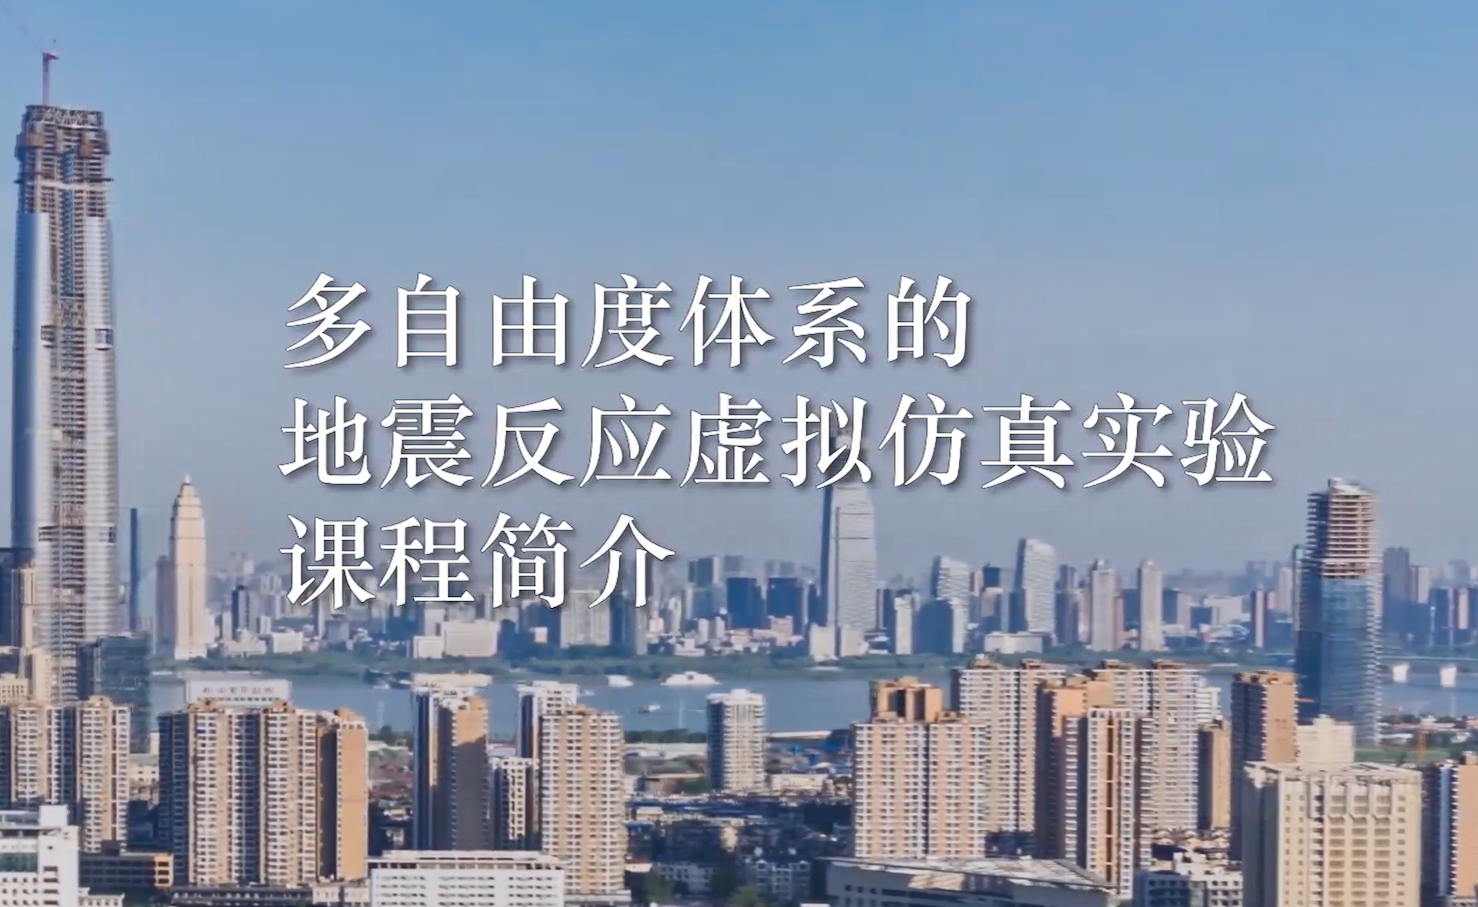 多自由度体系的
地震反应虚拟仿真实验
课程简介